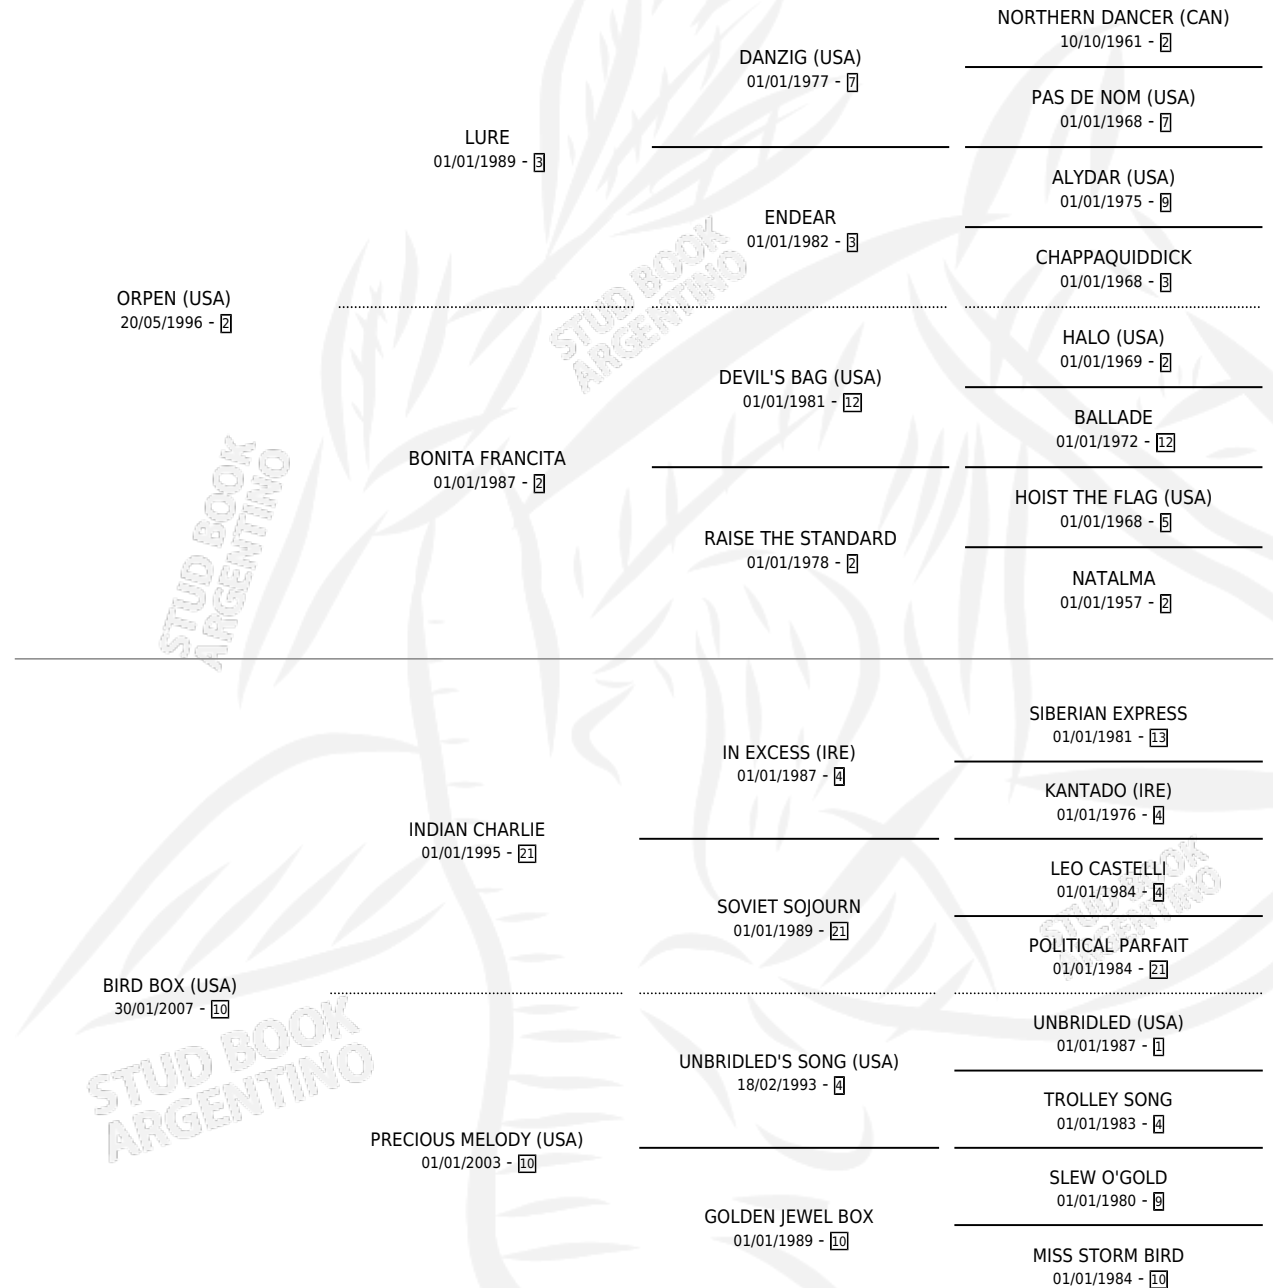 NORTHERN DANCER (CAN)
10/10/1961 - 2
DANZIG (USA)
01/01/1977 - 7
PAS DE NOM (USA)
01/01/1968 - 7
LURE
01/01/1989 - 3
ALYDAR (USA)
01/01/1975 - 9
ENDEAR
01/01/1982 - 3
CHAPPAQUIDDICK
01/01/1968 - 3
ORPEN (USA)
20/05/1996 - 2
STUD BOOK
ARGENTINO
HALO (USA)
01/01/1969 - 2
DEVIL'S BAG (USA)
01/01/1981 - 12
BALLADE
01/01/1972 - 12
BONITA FRANCITA
01/01/1987 - 2
HOIST THE FLAG (USA)
01/01/1968 - 5
RAISE THE STANDARD
01/01/1978 - 2
NATALMA
01/01/1957 - 2
STUD BOOK
ARGENTINO
SIBERIAN EXPRESS
01/01/1981 - 13
IN EXCESS (IRE)
01/01/1987 - 4
KANTADO (IRE)
01/01/1976 - 4
INDIAN CHARLIE
01/01/1995 - 21
LEO CASTELLI
01/01/1984 - 4
SOVIET SOJOURN
01/01/1989 - 21
STUD BOOK
ARGENTINO
POLITICAL PARFAIT
01/01/1984 - 21
BIRD BOX (USA)
30/01/2007 - 10
UNBRIDLED (USA)
01/01/1987 - 1
UNBRIDLED'S SONG (USA)
18/02/1993 - 4
STUD BOOK
ARGENTINO
TROLLEY SONG
01/01/1983 - 4
PRECIOUS MELODY (USA)
01/01/2003 - 10
SLEW O'GOLD
01/01/1980 - 9
GOLDEN JEWEL BOX
01/01/1989 - 10
MISS STORM BIRD
01/01/1984 - 10